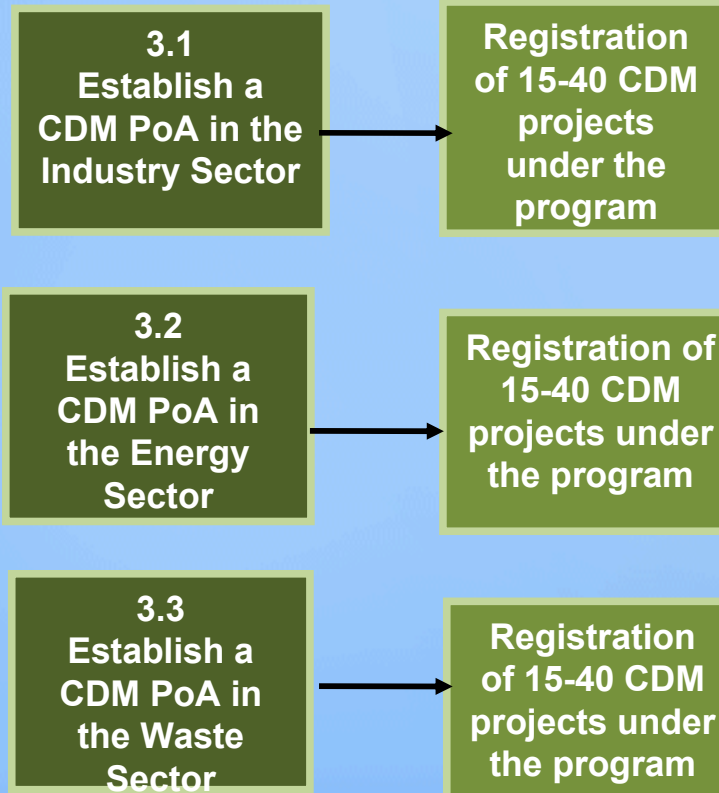 3.1
Establish a
CDM PoA in the
Industry Sector
Registration
of 15-40 CDM
projects
under the
program
3.2
Establish a
CDM PoA in
the Energy
Sector
Registration of
15-40 CDM
projects under
the program
3.3
Establish a
CDM PoA in
the Waste
Sector
Registration
of 15-40 CDM
projects under
the program